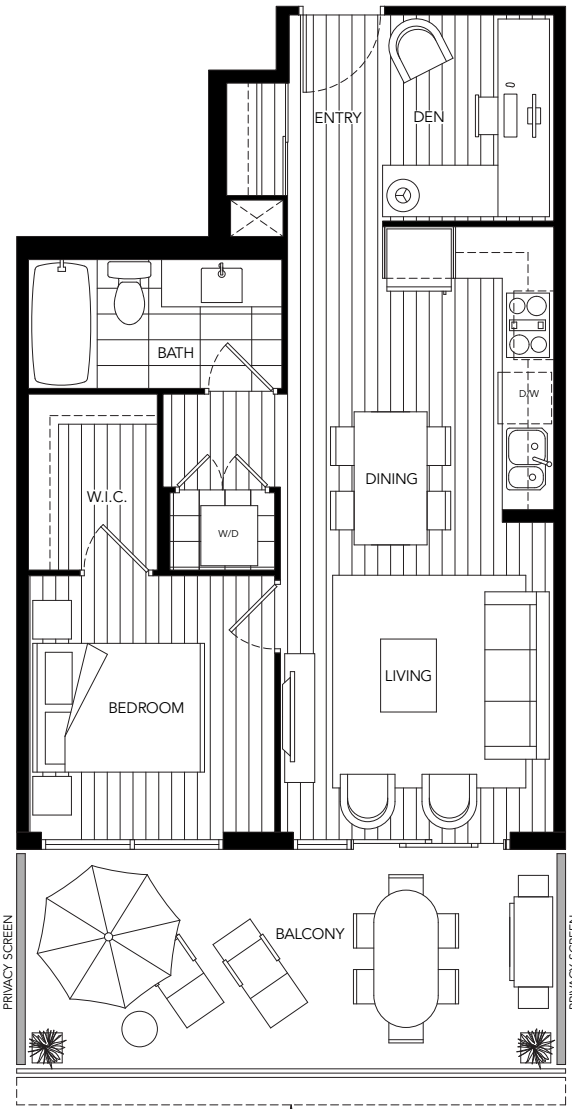 ENTRY
DEN
BATH
D/W
DINING
W.I.C.
W/D
LIVING
BEDROOM
BALCONY
PRIVACY SCREEN
PRIVACY SCREEN